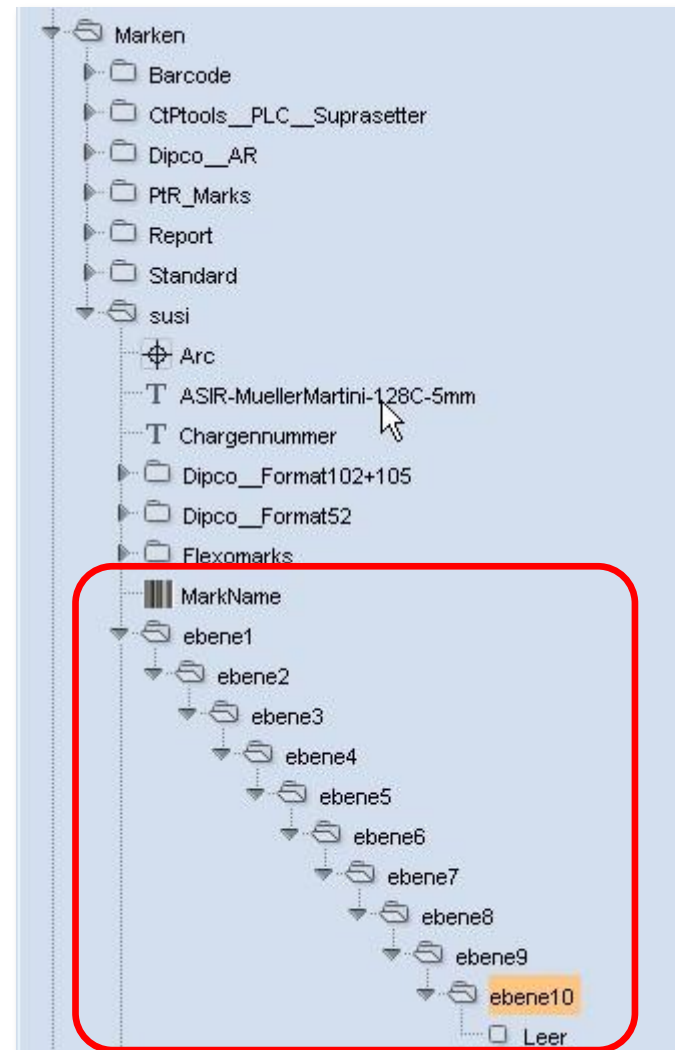 Marken
Barcode
CtPtools__PLC__Suprasetter
Dipco__AR
PtR_Marks
Report
Standard
susi
Arc
ASIR-MuellerMartini-128C-5mm
Chargennummer
Dipco__Format102+105
Dipco__Format52
Flexomarks
MarkName
ebene1
ebene2
ebene3
ebene4
ebene5
ebene6
ebene7
ebene8
ebene9
ebene10
Leer